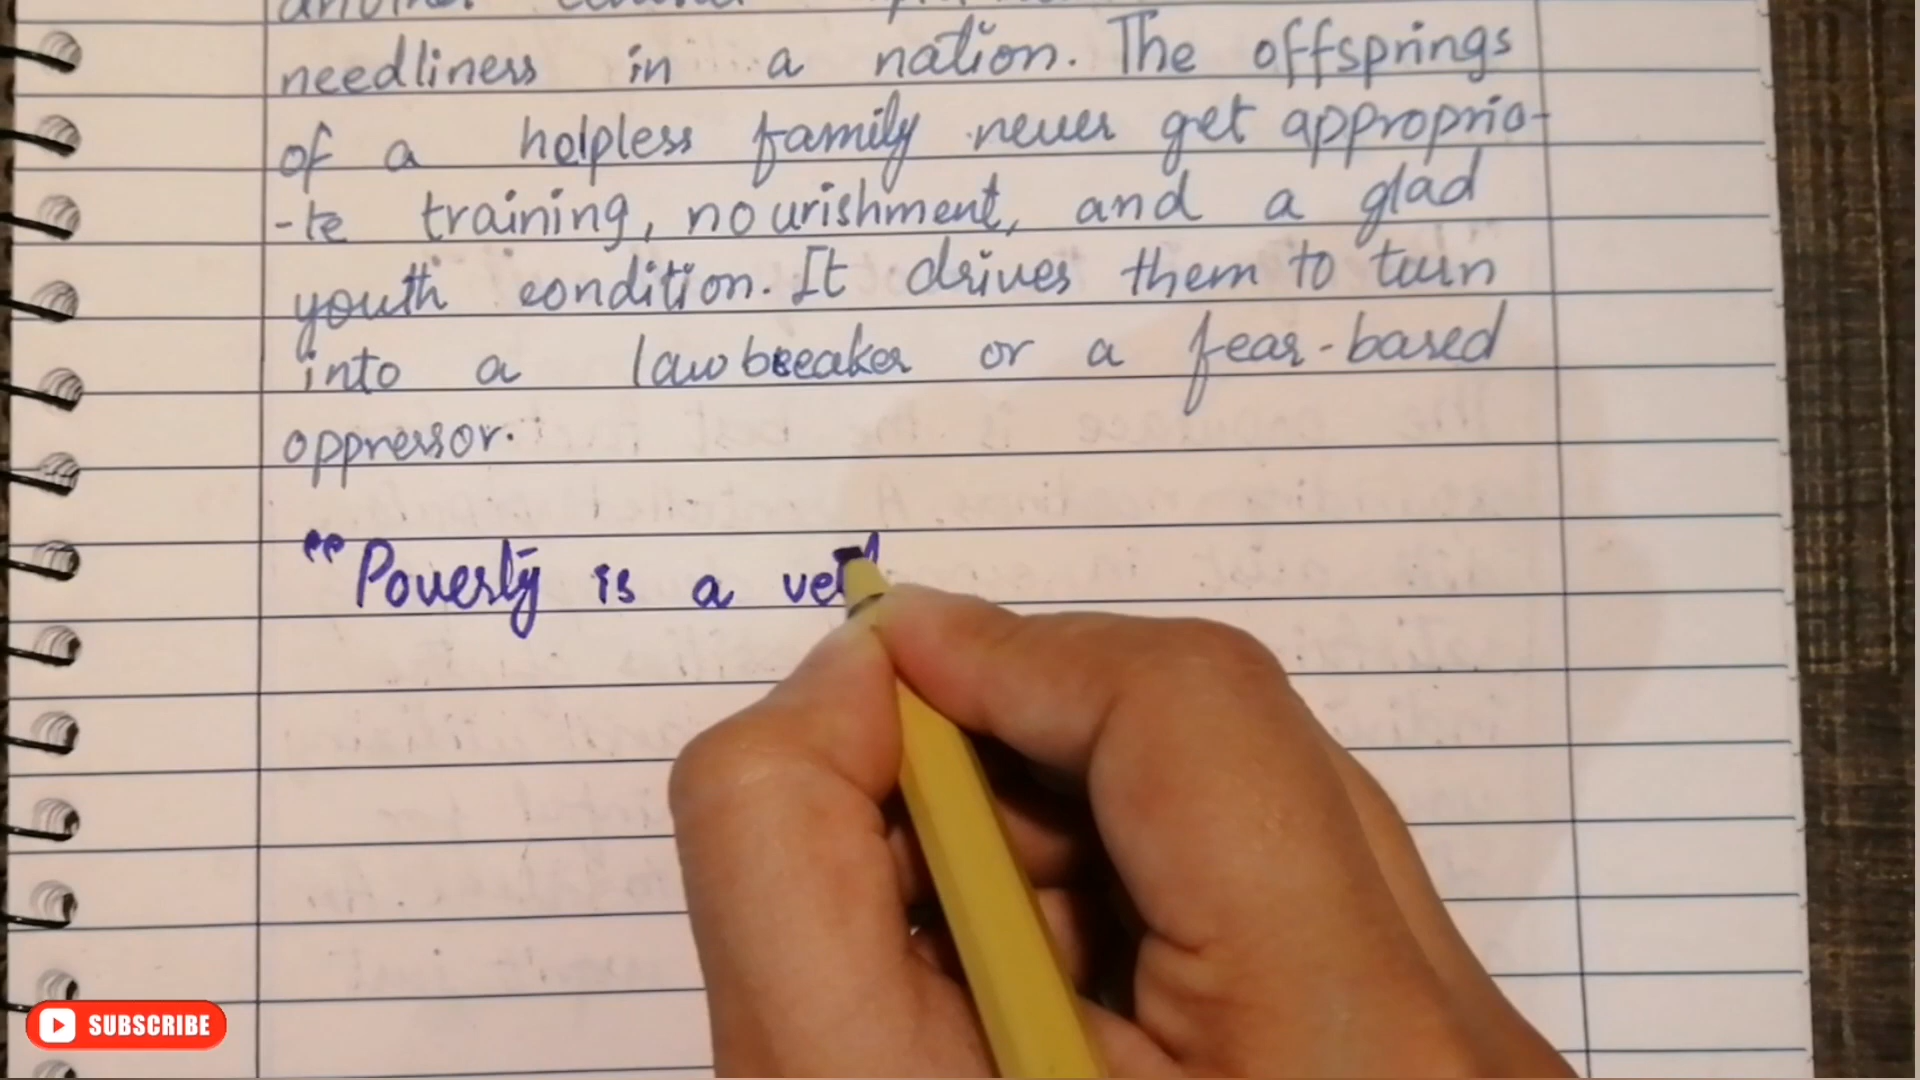 another
needliness in a nation. The offsprings
of a helpless family never get appropria-
-te training, nourishment, and a glad
youth condition. It drives them to turn
into a lawbreaker or a fear-based
oppressor.
"Poverty is a
SUBSCRIBE